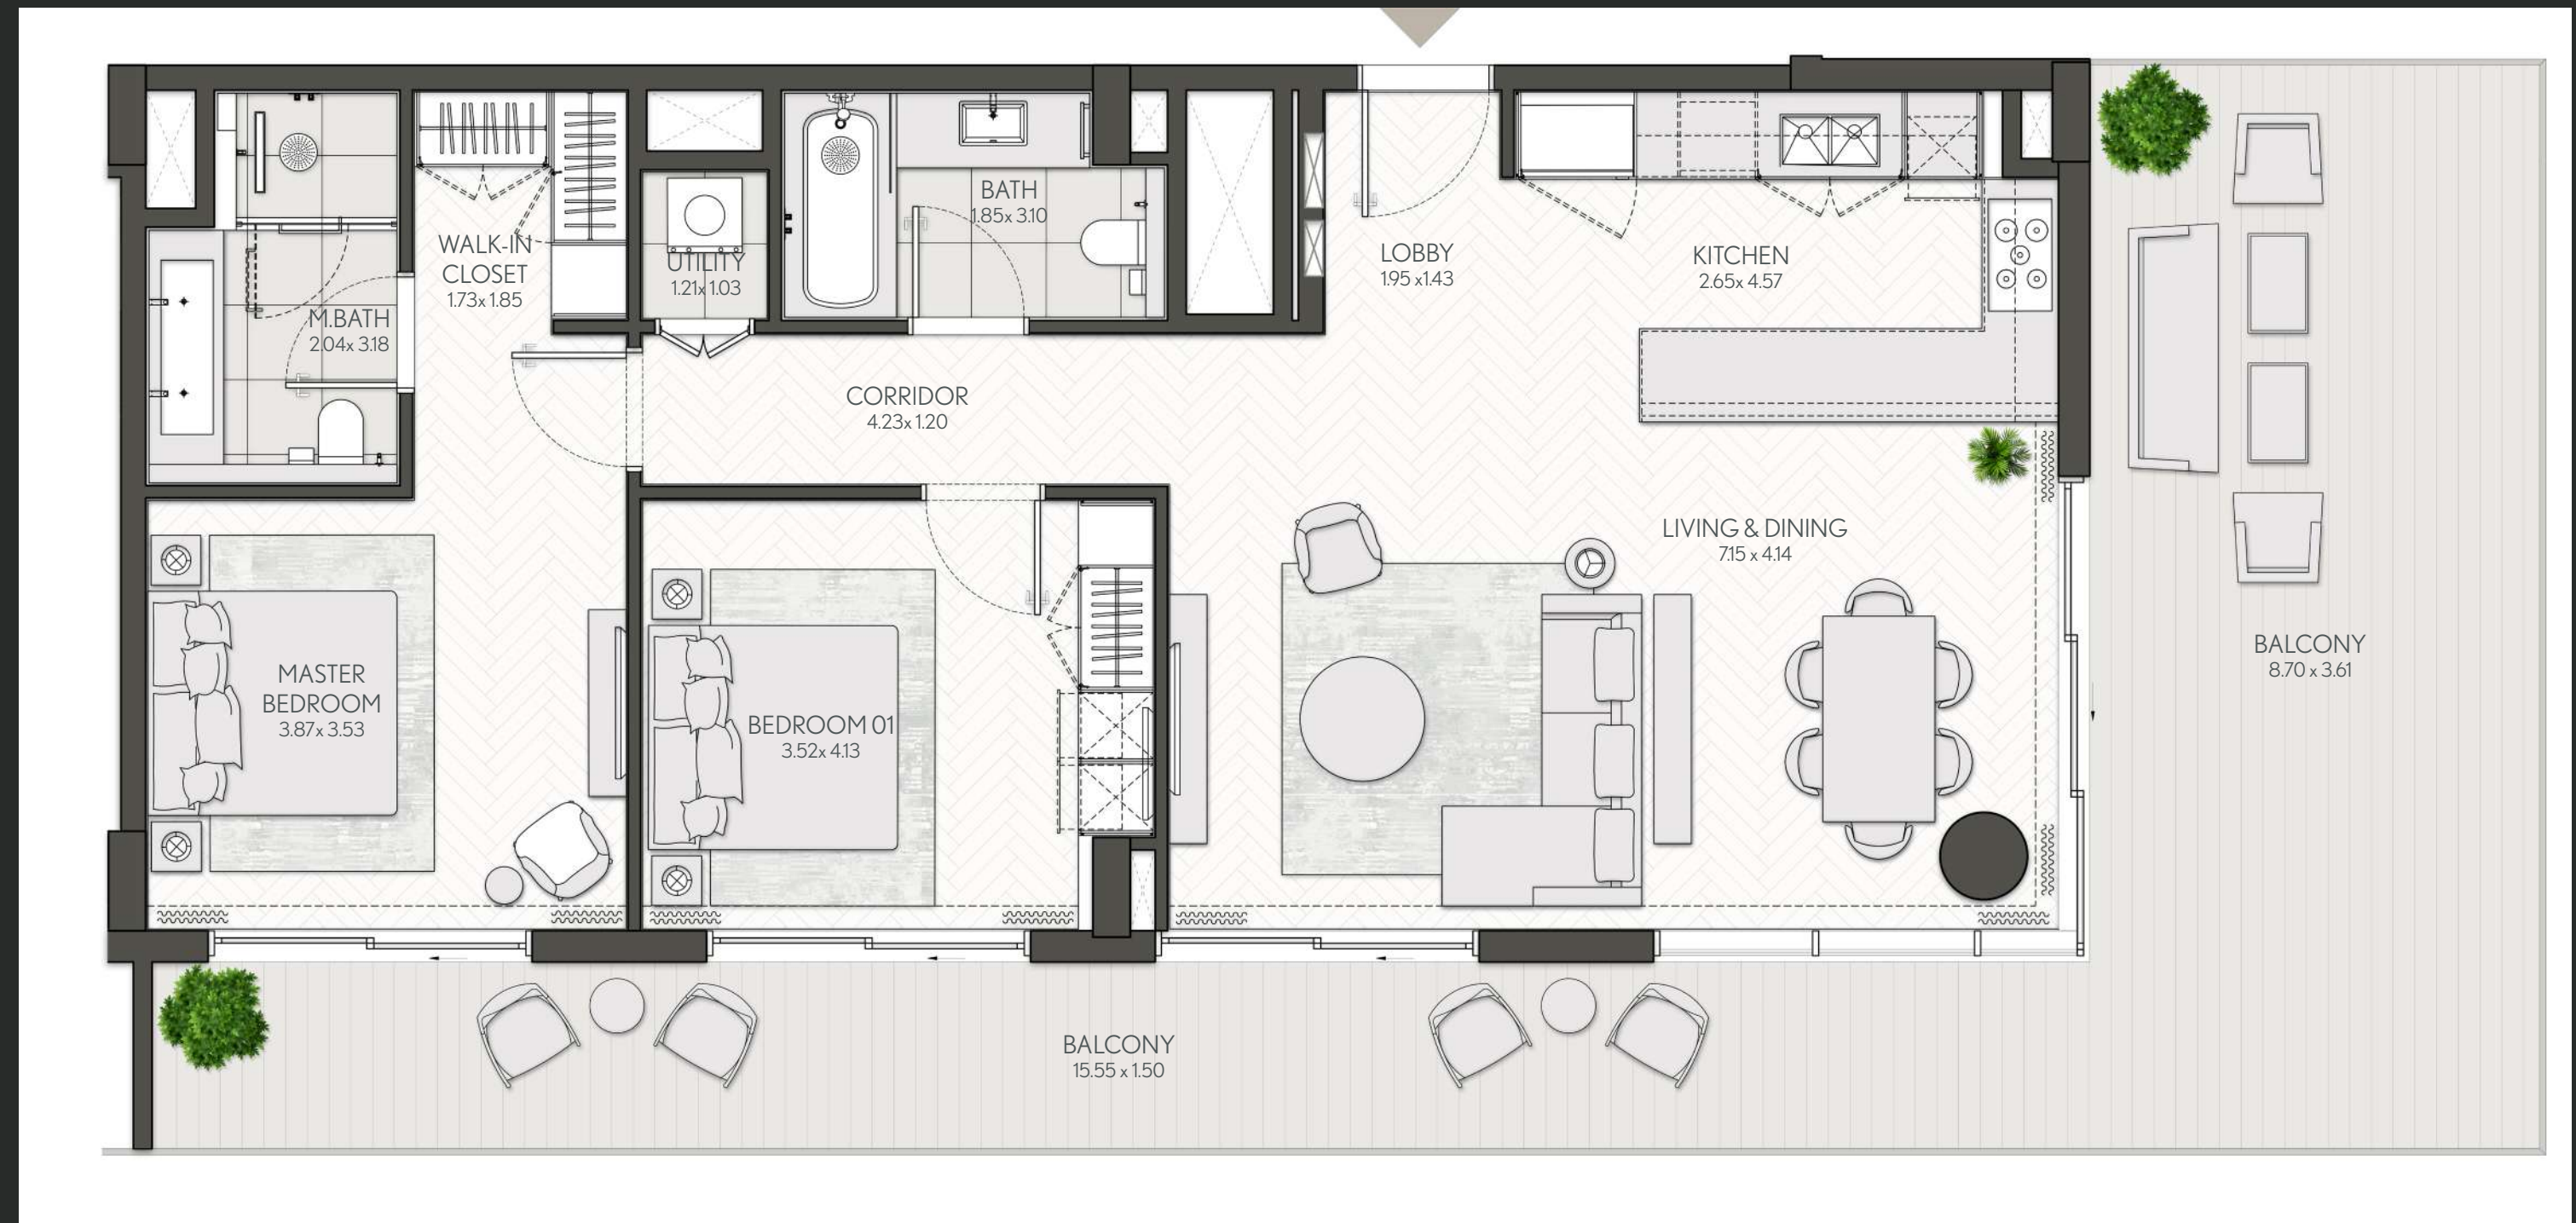 WALK-IN
CLOSET
1.73x 1.85
M.BATH
2.04x 3.18
UTILITY
1.21x 1.03
BATH
1.85x 3.10
LOBBY
1.95 x1.43
KITCHEN
2.65x 4.57
CORRIDOR
4.23x 1.20
LIVING & DINING
7.15 x 4.14
MASTER
BEDROOM
3.87x 3.53
BEDROOM 01
3.52x 4.13
BALCONY
8.70 x 3.61
BALCONY
15.55 x 1.50